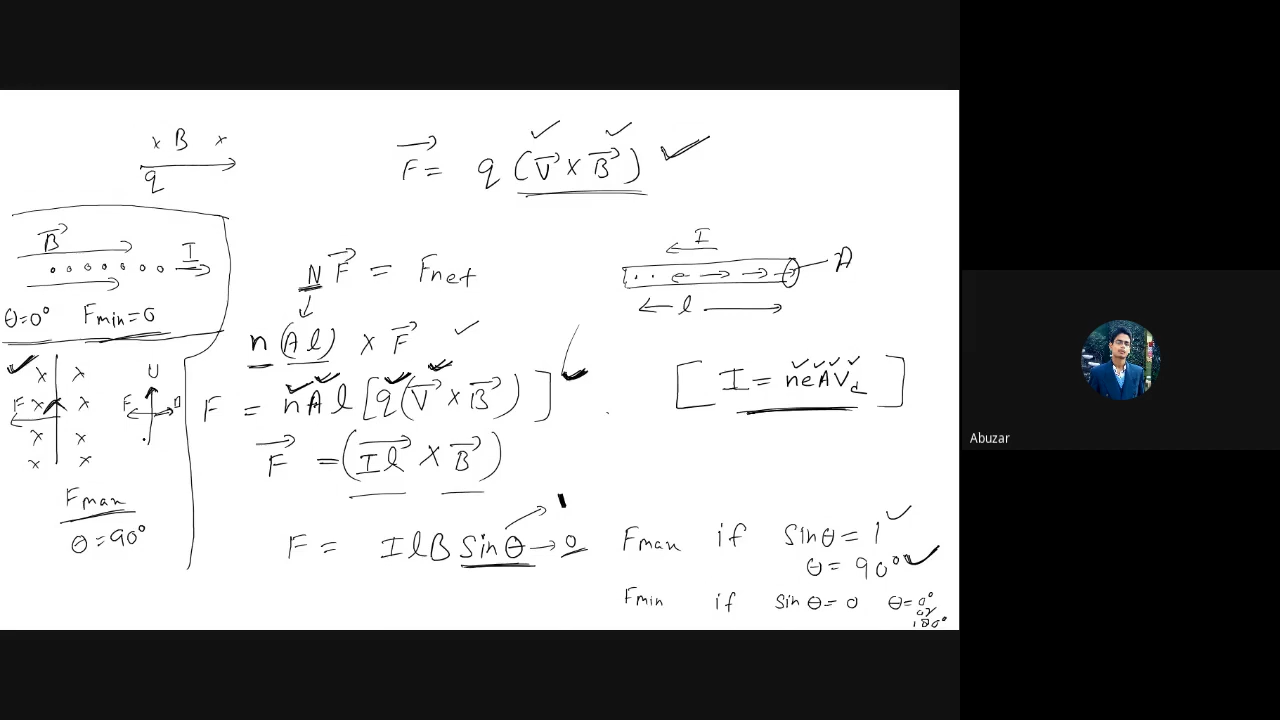 x B x
q
F = q (V × B)
B
I
θ=0° Fmin=0
N F = Fnet
I
A
e
l
n (Al) × F
F = nAl [q (V × B)]
[I = neAVd]
F = (Il × B)
x x
F x x
x x
x x
U
F
Fmax
θ=90°
F = IlB Sinθ → 0
Fmax if Sinθ = 1
θ = 90°
Fmin if Sinθ = 0 θ=0°
or
180°
Abuzar